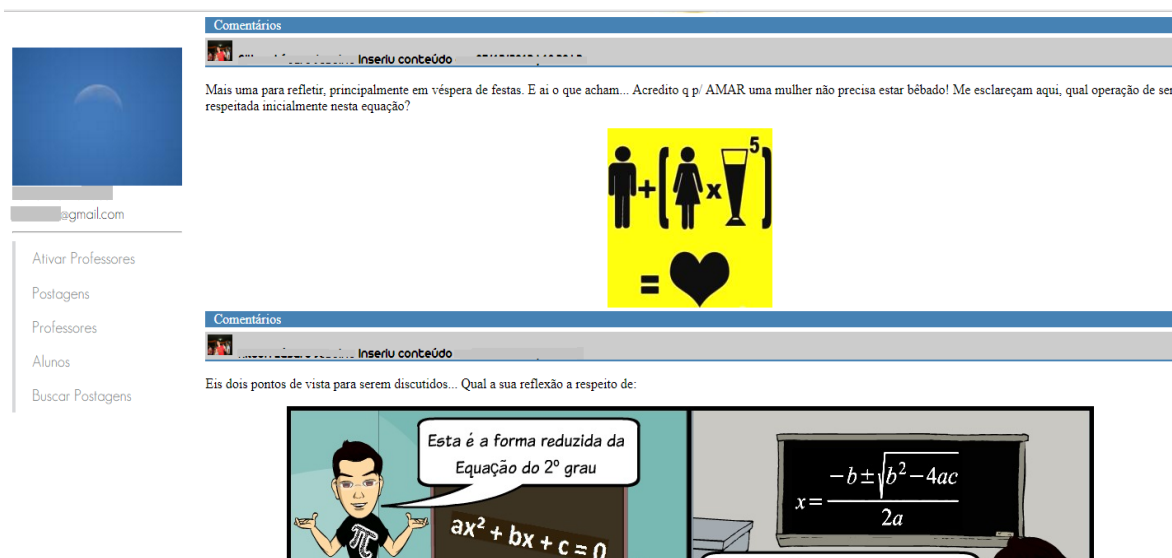 Comentários
Inseriu conteúdo
Mais uma para refletir, principalmente em véspera de festas. E ai o que acham... Acredito q p/ AMAR uma mulher não precisa estar bêbado! Me esclareçam aqui, qual operação de ser
respeitada inicialmente nesta equação?
+ ( x 5 )
=
@gmail.com
Ativar Professores
Postagens
Professores
Alunos
Buscar Postagens
Comentários
Inseriu conteúdo
Eis dois pontos de vista para serem discutidos... Qual a sua reflexão a respeito de:
Esta é a forma reduzida da
Equação do 2º grau
ax² + bx + c = 0
x = \frac{-b ± \sqrt{b² - 4ac}}{2a}